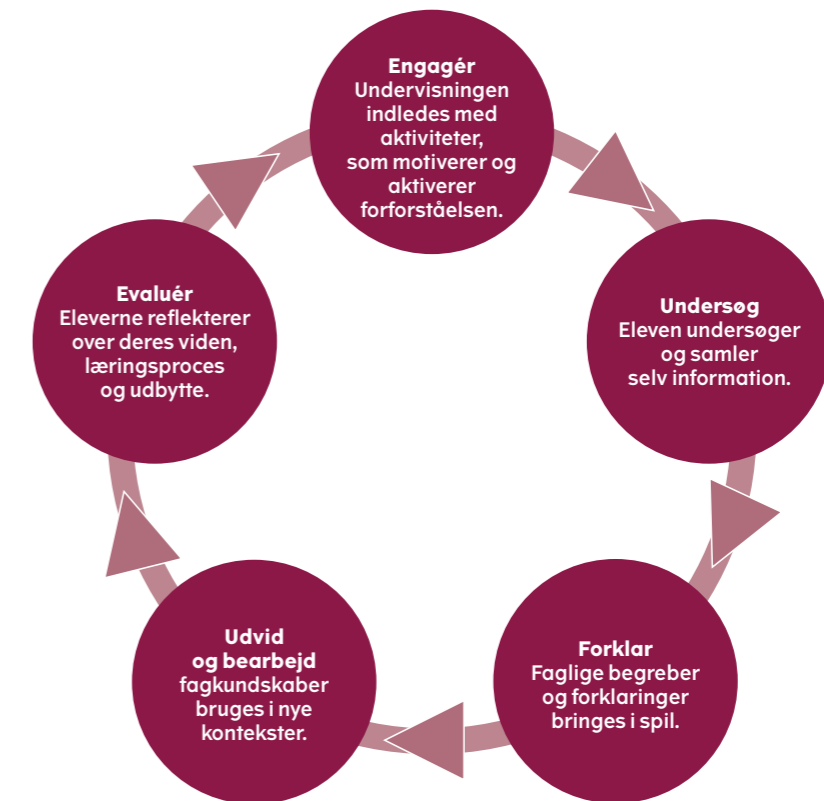 Engagér
Undervisningen
indledes med
aktiviteter,
som motiverer og
aktiverer
forforståelsen.
Undersøg
Eleven undersøger
og samler
selv information.
Forklar
Faglige begreber
og forklaringer
bringes i spil.
Udvid
og bearbejd
fagkundskaber
bruges i nye
kontekster.
Evaluér
Eleverne reflekterer
over deres viden,
læringsproces
og udbytte.